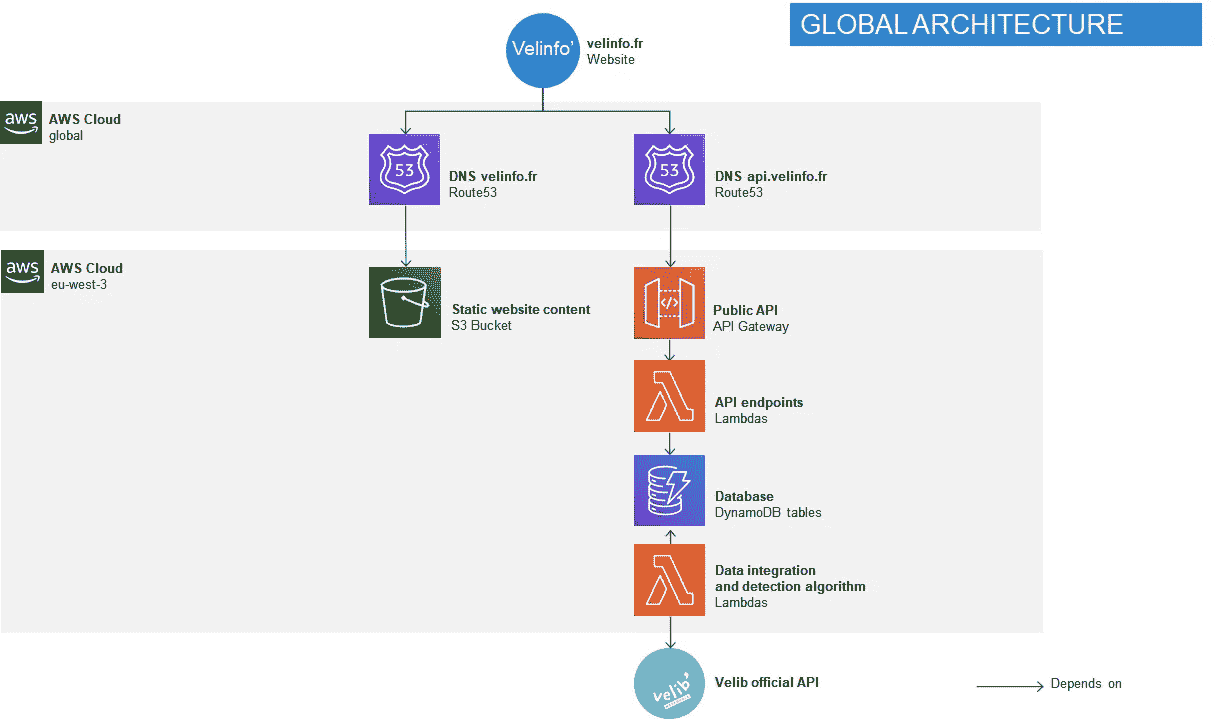 GLOBAL ARCHITECTURE
Velinfo'
velinfo.fr
Website
aws
AWS Cloud
global
53
DNS velinfo.fr
Route53
53
DNS api.velinfo.fr
Route53
aws
AWS Cloud
eu-west-3
Static website content
S3 Bucket
</>
Public API
API Gateway
API endpoints
Lambdas
Database
DynamoDB tables
Data integration
and detection algorithm
Lambdas
velib'
Velib official API
Depends on